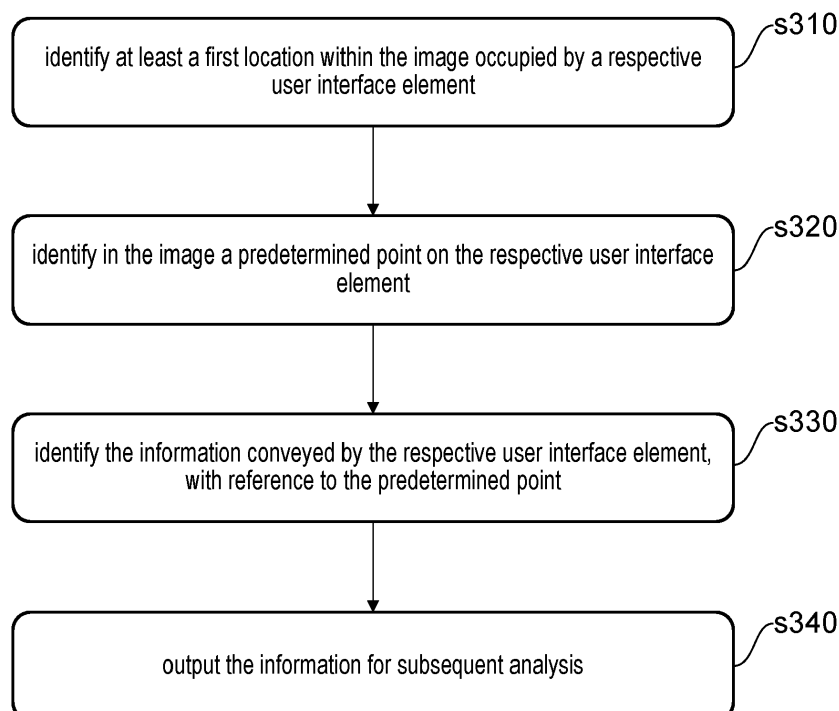 s310
identify at least a first location within the image occupied by a respective
user interface element
s320
identify in the image a predetermined point on the respective user interface
element
s330
identify the information conveyed by the respective user interface element,
with reference to the predetermined point
s340
output the information for subsequent analysis